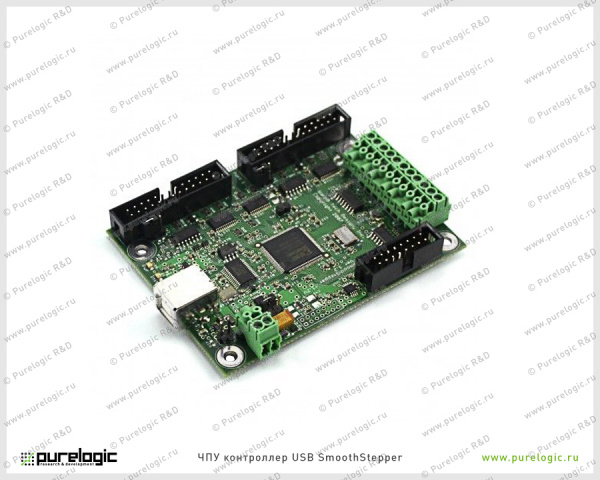 © Purelogic R&D
www.purelogic.ru
purelogic
research & development
ЧПУ контроллер USB SmoothStepper
www.purelogic.ru